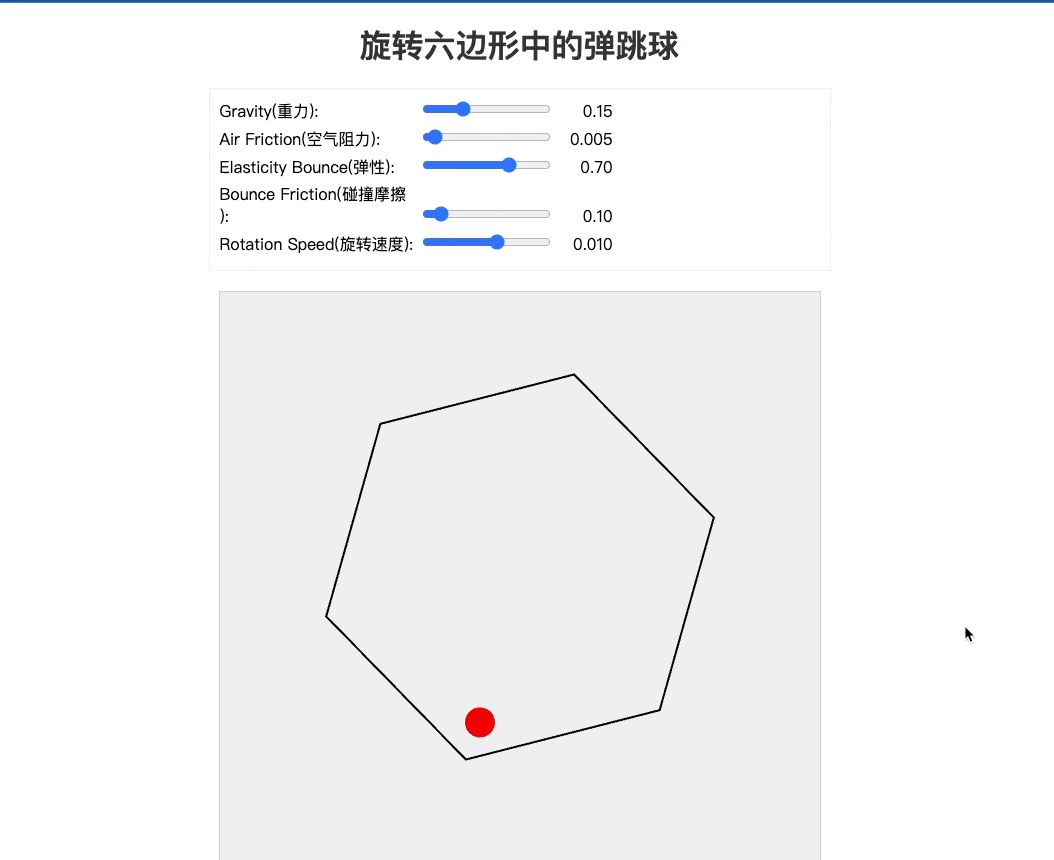 旋转六边形中的弹跳球
Gravity(重力): 0.15
Air Friction(空气阻力): 0.005
Elasticity Bounce(弹性): 0.70
Bounce Friction(碰撞摩擦
): 0.10
Rotation Speed(旋转速度): 0.010